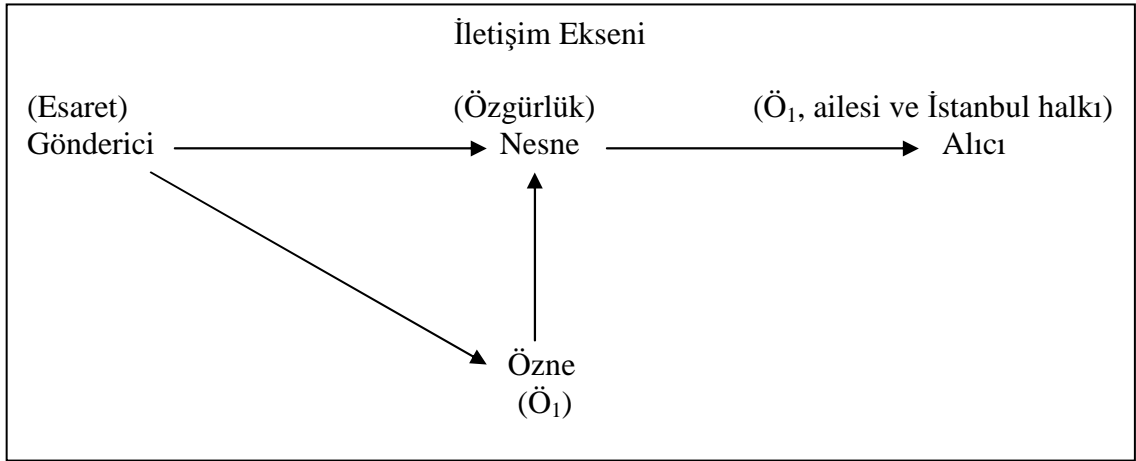 İletişim Ekseni
(Esaret) (Özgürlük) (Ö₁, ailesi ve İstanbul halkı)
Gönderici Nesne Alıcı
Özne
(Ö₁)